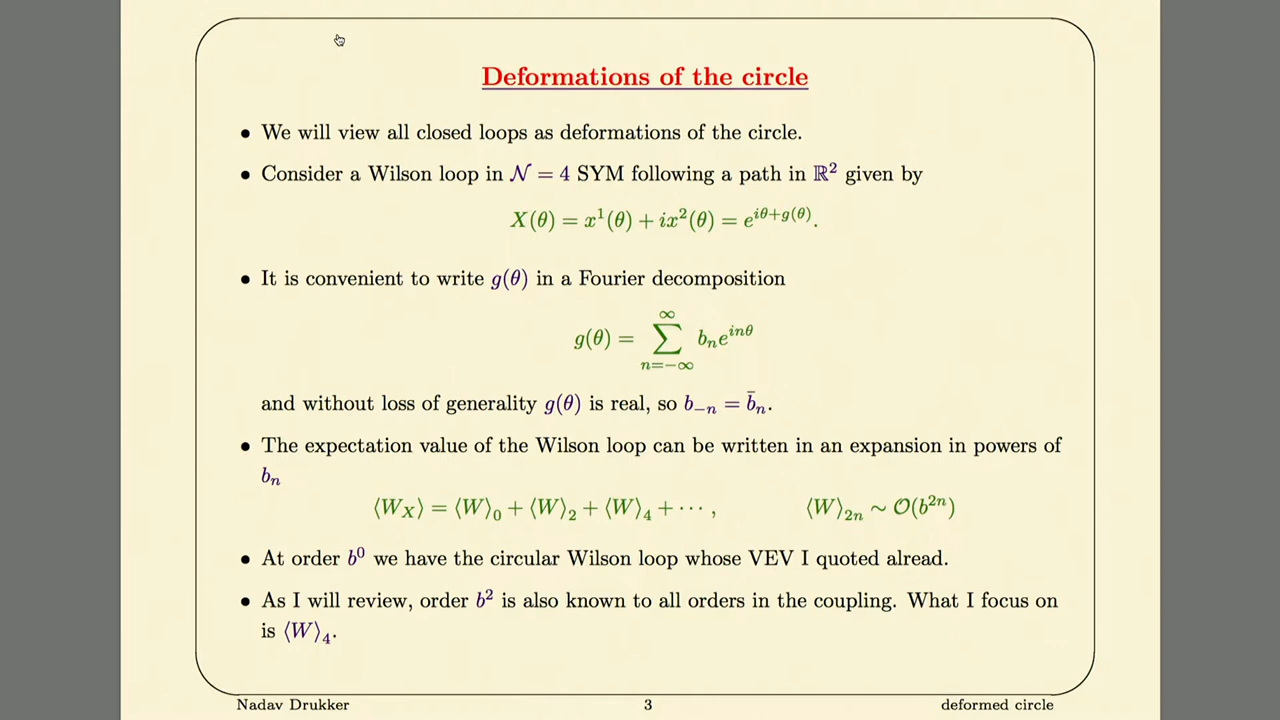 Deformations of the circle
• We will view all closed loops as deformations of the circle.
• Consider a Wilson loop in 𝒩 = 4 SYM following a path in ℝ² given by
X(θ) = x¹(θ) + ix²(θ) = e^{iθ+g(θ)}.
• It is convenient to write g(θ) in a Fourier decomposition
g(θ) = ∑_{n=−∞}^{∞} b_n e^{inθ}
and without loss of generality g(θ) is real, so b_{−n} = b̄_n.
• The expectation value of the Wilson loop can be written in an expansion in powers of
b_n
⟨W_X⟩ = ⟨W⟩₀ + ⟨W⟩₂ + ⟨W⟩₄ + ··· , ⟨W⟩_{2n} ∼ 𝒪(b^{2n})
• At order b⁰ we have the circular Wilson loop whose VEV I quoted alread.
• As I will review, order b² is also known to all orders in the coupling. What I focus on
is ⟨W⟩₄.
Nadav Drukker 3 deformed circle